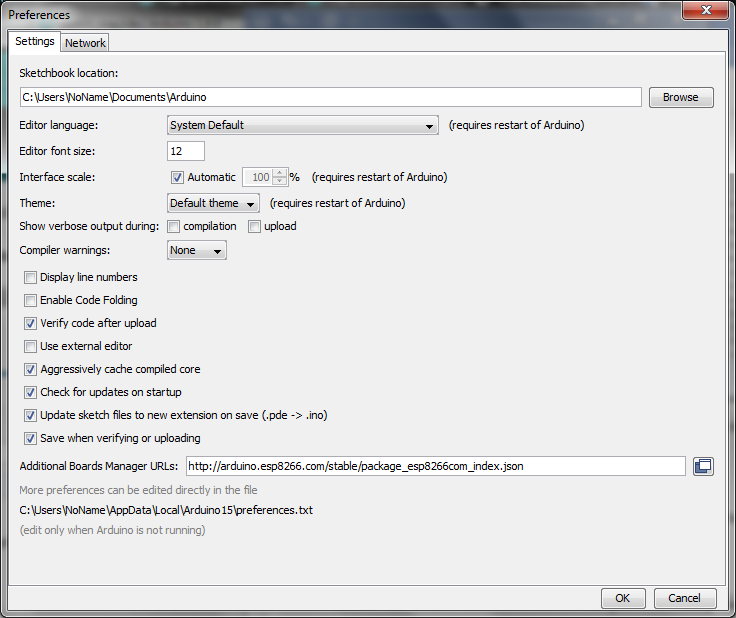 Preferences
Settings Network
Sketchbook location:
C:\Users\NoName\Documents\Arduino Browse
Editor language: System Default (requires restart of Arduino)
Editor font size: 12
Interface scale: Automatic 100 % (requires restart of Arduino)
Theme: Default theme (requires restart of Arduino)
Show verbose output during: compilation upload
Compiler warnings: None
Display line numbers
Enable Code Folding
Verify code after upload
Use external editor
Aggressively cache compiled core
Check for updates on startup
Update sketch files to new extension on save (.pde -> .ino)
Save when verifying or uploading
Additional Boards Manager URLs: http://arduino.esp8266.com/stable/package_esp8266com_index.json
More preferences can be edited directly in the file
C:\Users\NoName\AppData\Local\Arduino15\preferences.txt
(edit only when Arduino is not running)
OK Cancel